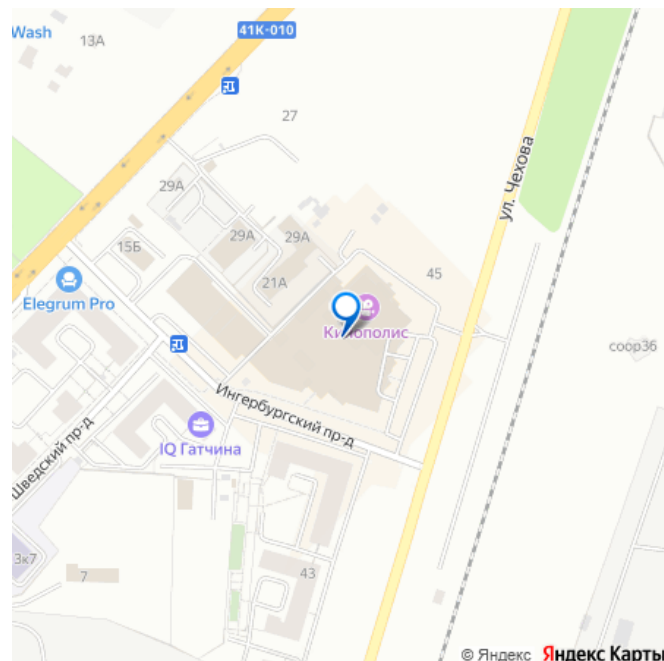 Wash
13А
41К-010
27
29А
29А
29А
15Б
21А
45
ул. Чехова
Elegrum Pro
Кинополис
coop36
Ингербургский пр-д
IQ Гатчина
Шведский пр-д
3к7
7
43
© Яндекс Яндекс Карты